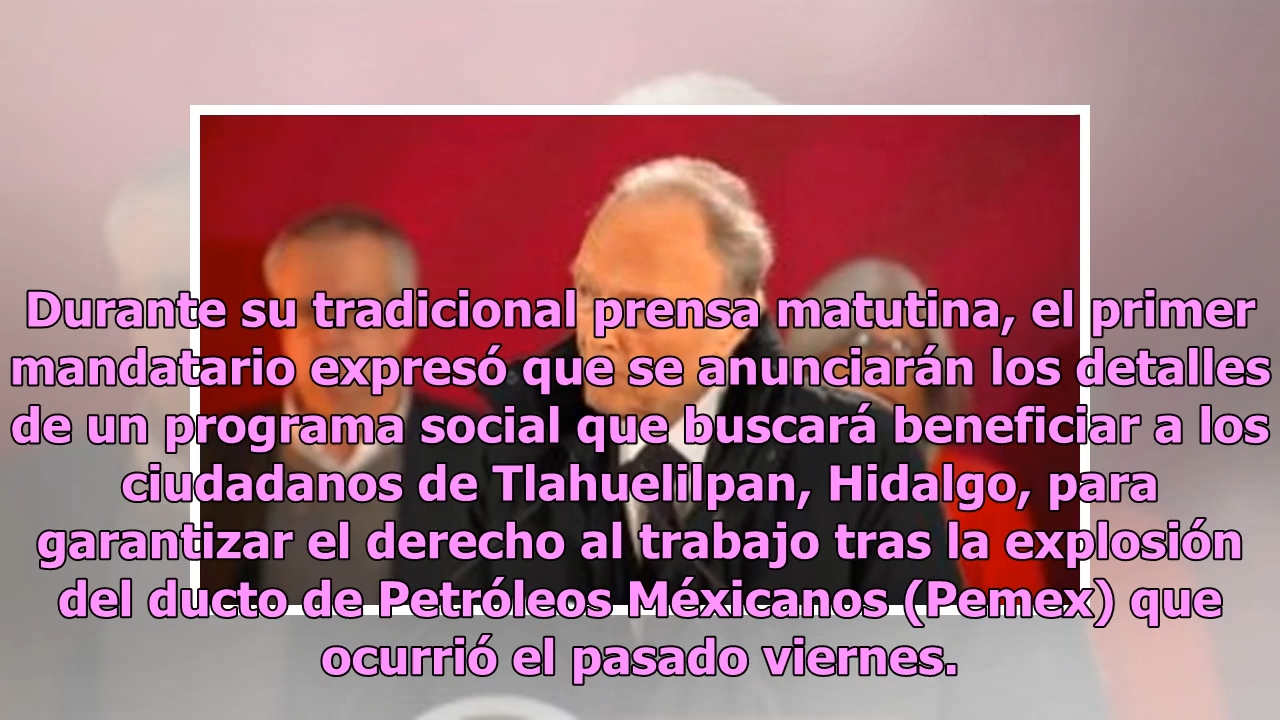 Durante su tradicional prensa matutina, el primer
mandatario expresó que se anunciarán los detalles
de un programa social que buscará beneficiar a los
ciudadanos de Tlahuelilpan, Hidalgo, para
garantizar el derecho al trabajo tras la explosión
del ducto de Petróleos Méxicanos (Pemex) que
ocurrió el pasado viernes.